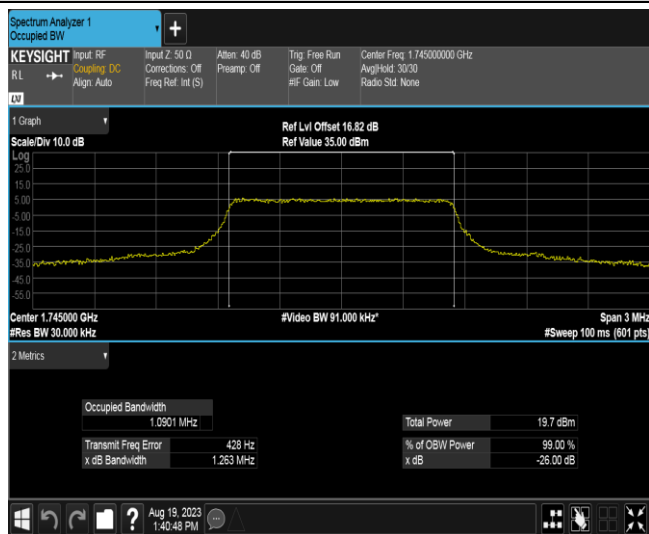 Spectrum Analyzer 1
Occupied BW
+
KEYSIGHT
RL
LXI
Input: RF
Coupling: DC
Align: Auto
Input Z: 50 Ω
Corrections: Off
Freq Ref: Int (S)
Atten: 40 dB
Preamp: Off
Trig: Free Run
Gate: Off
#IF Gain: Low
Center Freq: 1.745000000 GHz
Avg|Hold: 30/30
Radio Std: None
1 Graph
Scale/Div 10.0 dB
Ref Lvl Offset 16.82 dB
Ref Value 35.00 dBm
Log
25.0
15.0
5.00
-5.00
-15.0
-25.0
-35.0
-45.0
-55.0
Center 1.745000 GHz
#Res BW 30.000 kHz
#Video BW 91.000 kHz*
Span 3 MHz
#Sweep 100 ms (601 pts)
2 Metrics
Occupied Bandwidth
1.0901 MHz
Transmit Freq Error 428 Hz
x dB Bandwidth 1.263 MHz
Total Power 19.7 dBm
% of OBW Power 99.00 %
x dB -26.00 dB
?
Aug 19, 2023
1:40:48 PM